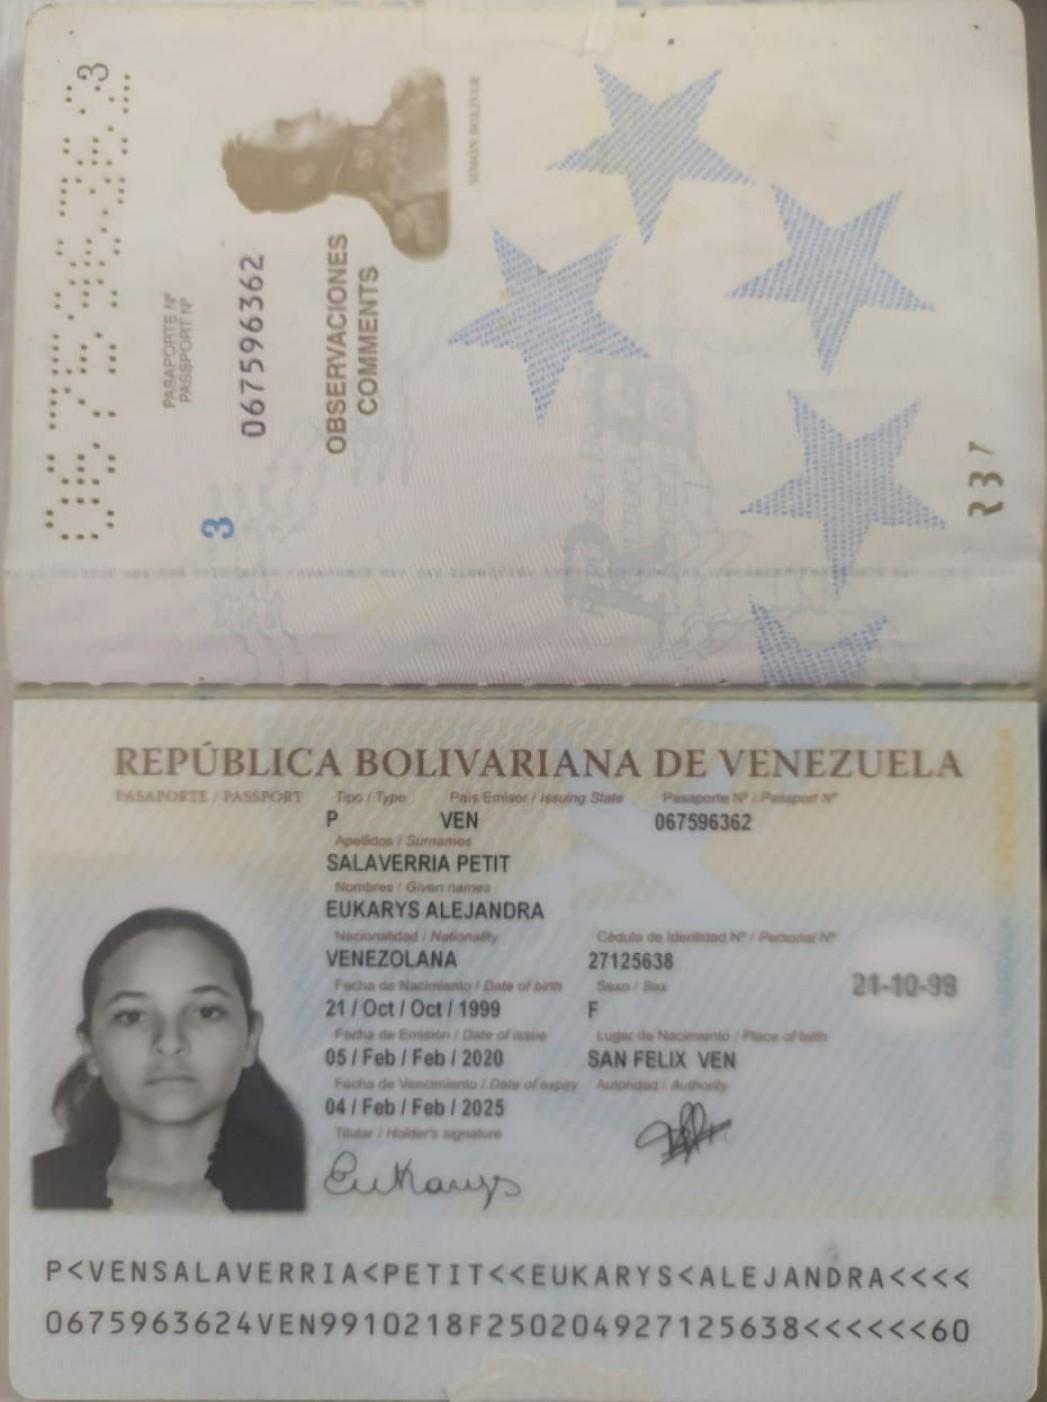 SIMÓN BOLÍVAR
PASAPORTE Nº
PASSPORT Nº
067596362
OBSERVACIONES
COMMENTS
3
REPÚBLICA BOLIVARIANA DE VENEZUELA
PASAPORTE / PASSPORT Tipo / Type País Emisor / Issuing State Pasaporte Nº / Passport Nº
P VEN 067596362
Apellidos / Surnames
SALAVERRIA PETIT
Nombres / Given names
EUKARYS ALEJANDRA
Nacionalidad / Nationality Cédula de Identidad Nº / Personal Nº
VENEZOLANA 27125638
Fecha de Nacimiento / Date of birth Sexo / Sex
21 / Oct / Oct / 1999 F
21-10-99
Fecha de Emisión / Date of issue Lugar de Nacimiento / Place of birth
05 / Feb / Feb / 2020 SAN FELIX VEN
Fecha de Vencimiento / Date of expiry Autoridad / Authority
04 / Feb / Feb / 2025
Titular / Holder's signature
Eukarys
P<VENSALAVERRIA<PETIT<<EUKARYS<ALEJANDRA<<<<
0675963624VEN9910218F250204927125638<<<<<<60